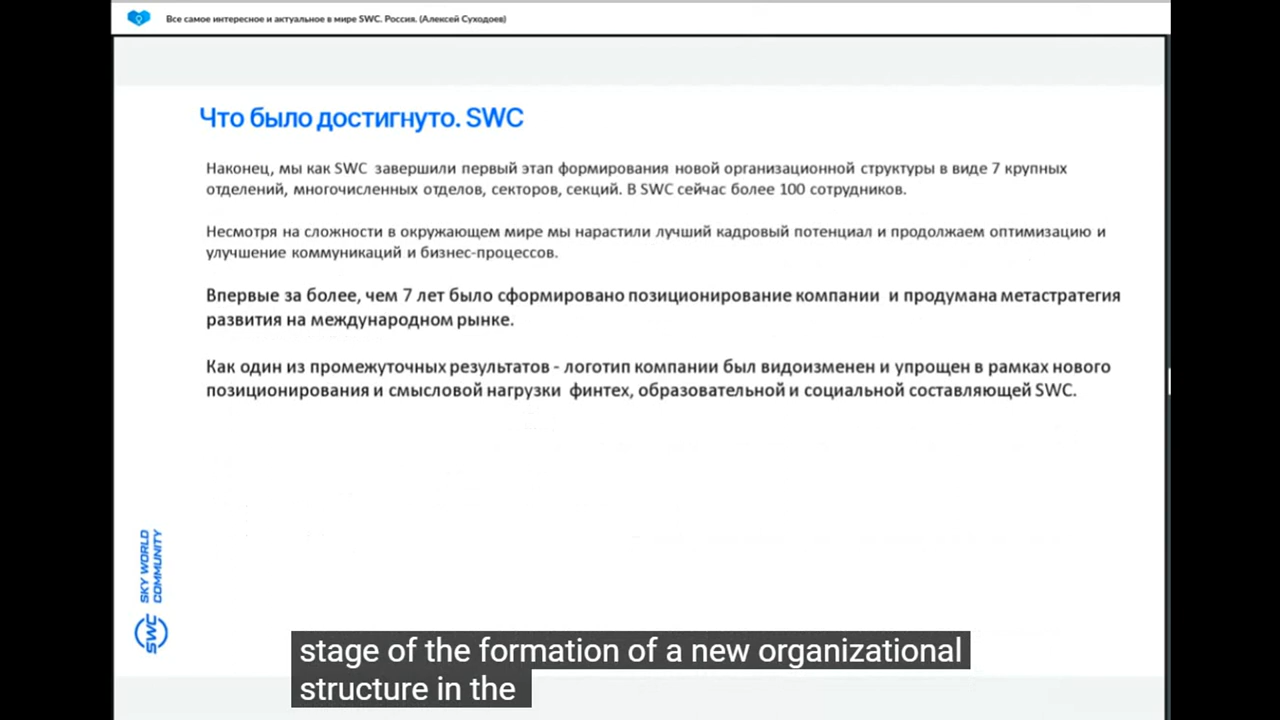 Все самое интересное и актуальное в мире SWC. Россия. (Алексей Суходоев)
Что было достигнуто. SWC
Наконец, мы как SWC завершили первый этап формирования новой организационной структуры в виде 7 крупных
отделений, многочисленных отделов, секторов, секций. В SWC сейчас более 100 сотрудников.
Несмотря на сложности в окружающем мире мы нарастили лучший кадровый потенциал и продолжаем оптимизацию и
улучшение коммуникаций и бизнес-процессов.
Впервые за более, чем 7 лет было сформировано позиционирование компании и продумана метастратегия
развития на международном рынке.
Как один из промежуточных результатов - логотип компании был видоизменен и упрощен в рамках нового
позиционирования и смысловой нагрузки финтех, образовательной и социальной составляющей SWC.
SWC
SKY WORLD
COMMUNITY
stage of the formation of a new organizational
structure in the